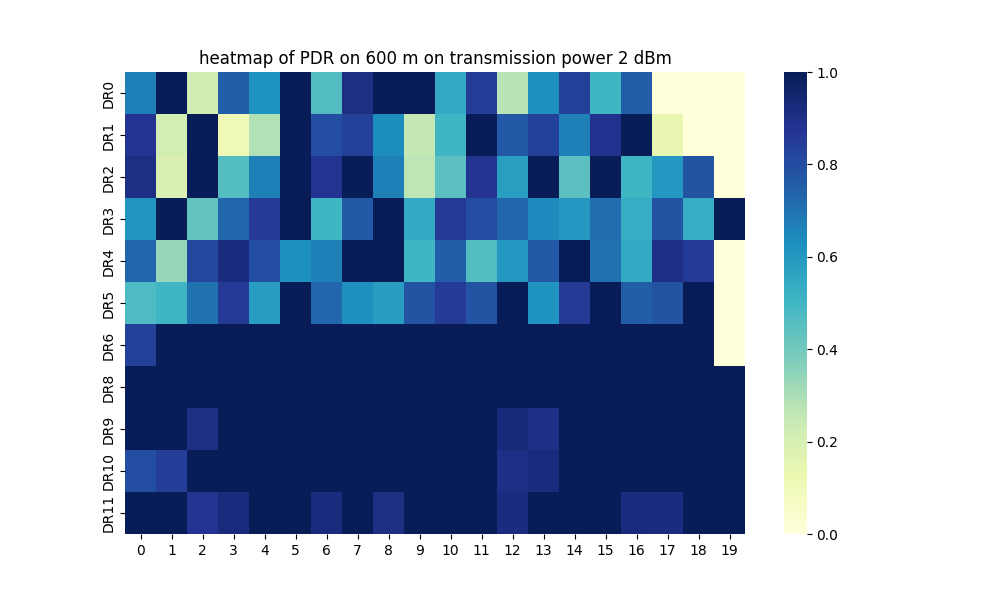 heatmap of PDR on 600 m on transmission power 2 dBm
DR0
DR1
DR2
DR3
DR4
DR5
DR6
DR8
DR9
DR10
DR11
0 1 2 3 4 5 6 7 8 9 10 11 12 13 14 15 16 17 18 19
1.0
0.8
0.6
0.4
0.2
0.0